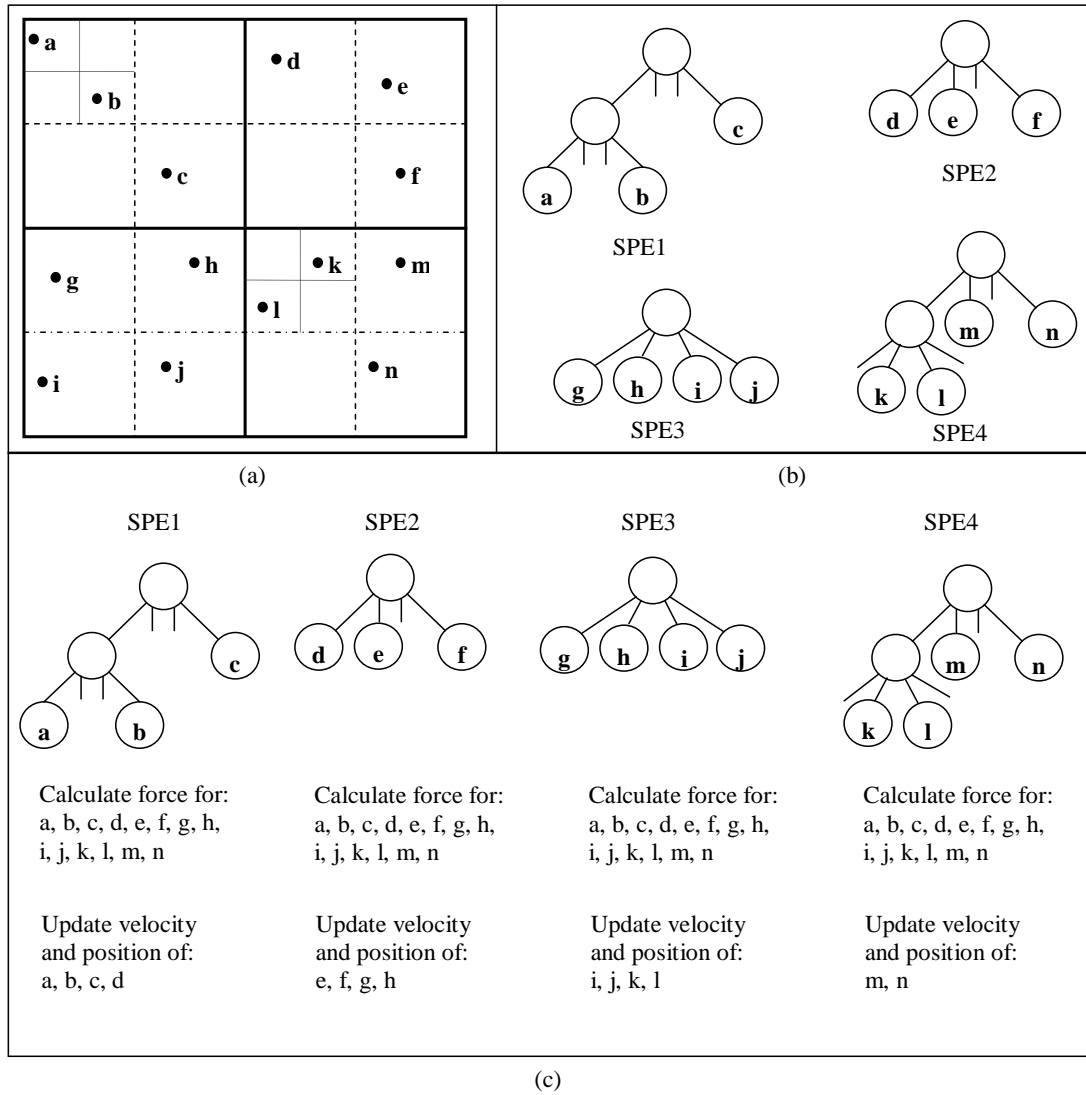 a
b
c
d
e
f
g
h
i
j
k
l
m
n
(a)
c
a
b
SPE1
d
e
f
SPE2
g
h
i
j
SPE3
m
n
k
l
SPE4
(b)
SPE1
SPE2
SPE3
SPE4
c
a
b
d
e
f
g
h
i
j
m
n
k
l
Calculate force for:
a, b, c, d, e, f, g, h,
i, j, k, l, m, n
Calculate force for:
a, b, c, d, e, f, g, h,
i, j, k, l, m, n
Calculate force for:
a, b, c, d, e, f, g, h,
i, j, k, l, m, n
Calculate force for:
a, b, c, d, e, f, g, h,
i, j, k, l, m, n
Update velocity
and position of:
a, b, c, d
Update velocity
and position of:
e, f, g, h
Update velocity
and position of:
i, j, k, l
Update velocity
and position of:
m, n
(c)